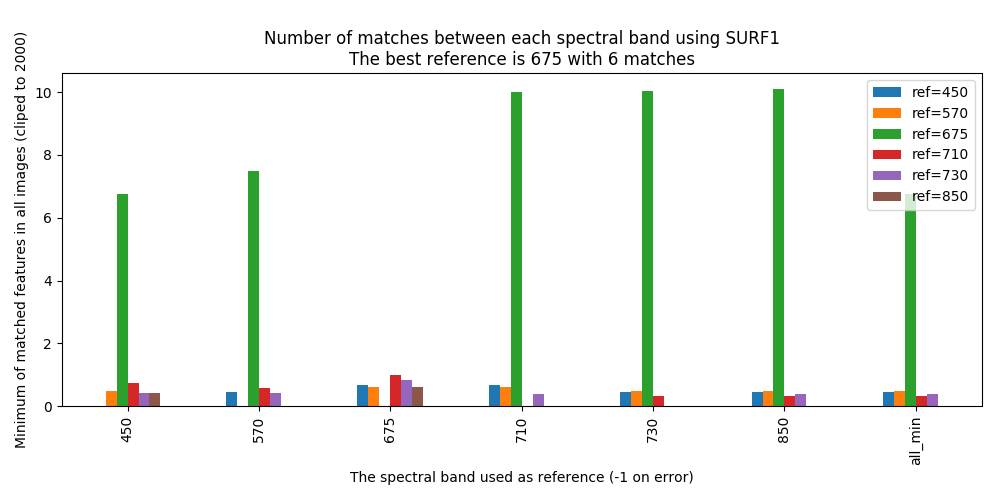 Number of matches between each spectral band using SURF1
The best reference is 675 with 6 matches
Minimum of matched features in all images (cliped to 2000)
10
8
6
4
2
0
ref=450
ref=570
ref=675
ref=710
ref=730
ref=850
450
570
675
710
730
850
all_min
The spectral band used as reference (-1 on error)